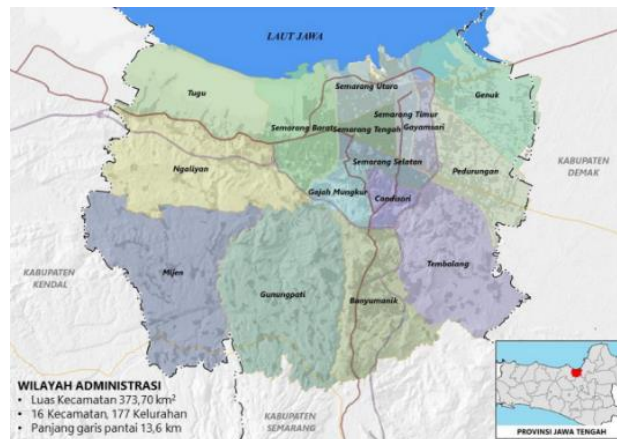 LAUT JAWA
Tugu
Semarang Utara
Genuk
Semarang Timur
Semarang Barat
Semarang Tengah
Gayamsari
Ngaliyan
Semarang Selatan
Pedurungan
KABUPATEN
DEMAK
Gajah Mungkur
Candisari
KABUPATEN
KENDAL
Mijen
Gunungpati
Banyumanik
Tembalang
WILAYAH ADMINISTRASI
• Luas Kecamatan 373,70 km²
• 16 Kecamatan, 177 Kelurahan
• Panjang garis pantai 13,6 km
KABUPATEN
SEMARANG
PROVINSI JAWA TENGAH